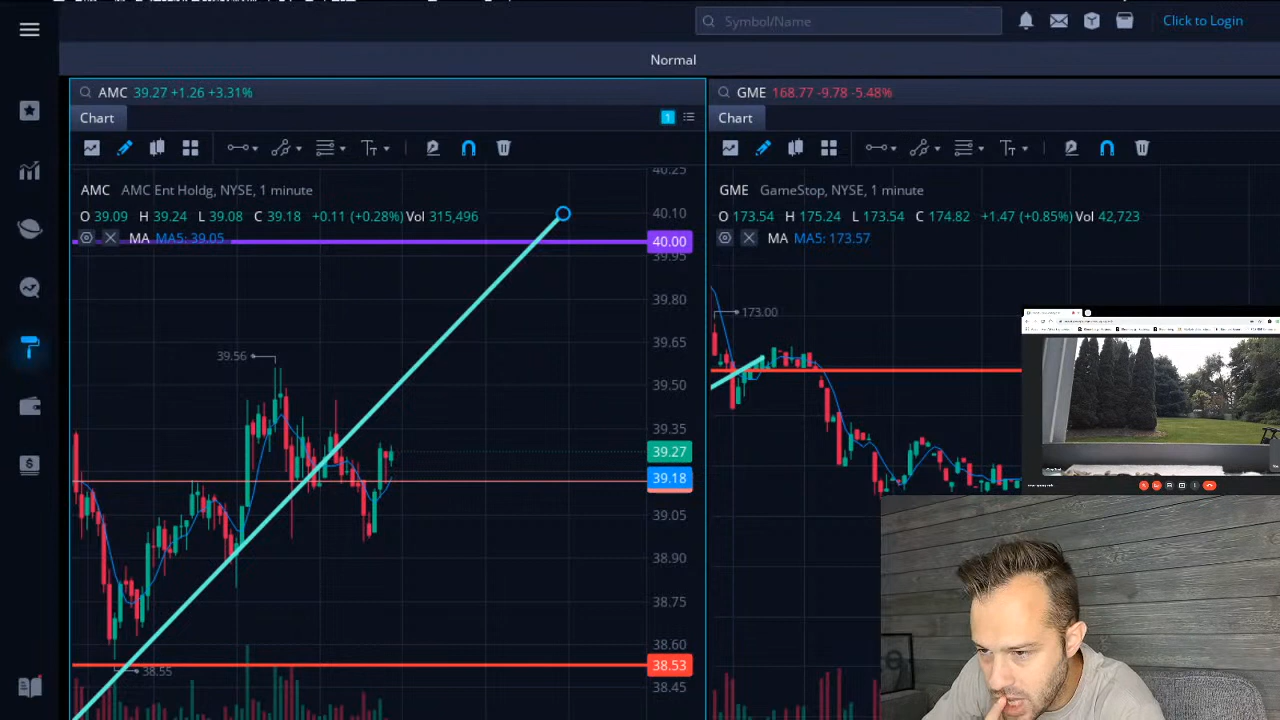 Symbol/Name
Click to Login
Normal
AMC 39.27 +1.26 +3.31%
Chart
1
AMC AMC Ent Holdg, NYSE, 1 minute
O 39.09 H 39.24 L 39.08 C 39.18 +0.11 (+0.28%) Vol 315,496
MA MA5: 39.05
40.25
40.10
40.00
39.95
39.80
39.65
39.50
39.35
39.27
39.18
39.05
38.90
38.75
38.60
38.53
38.45
39.56
38.55
GME 168.77 -9.78 -5.48%
Chart
GME GameStop, NYSE, 1 minute
O 173.54 H 175.24 L 173.54 C 174.82 +1.47 (+0.85%) Vol 42,723
MA MA5: 173.57
173.00